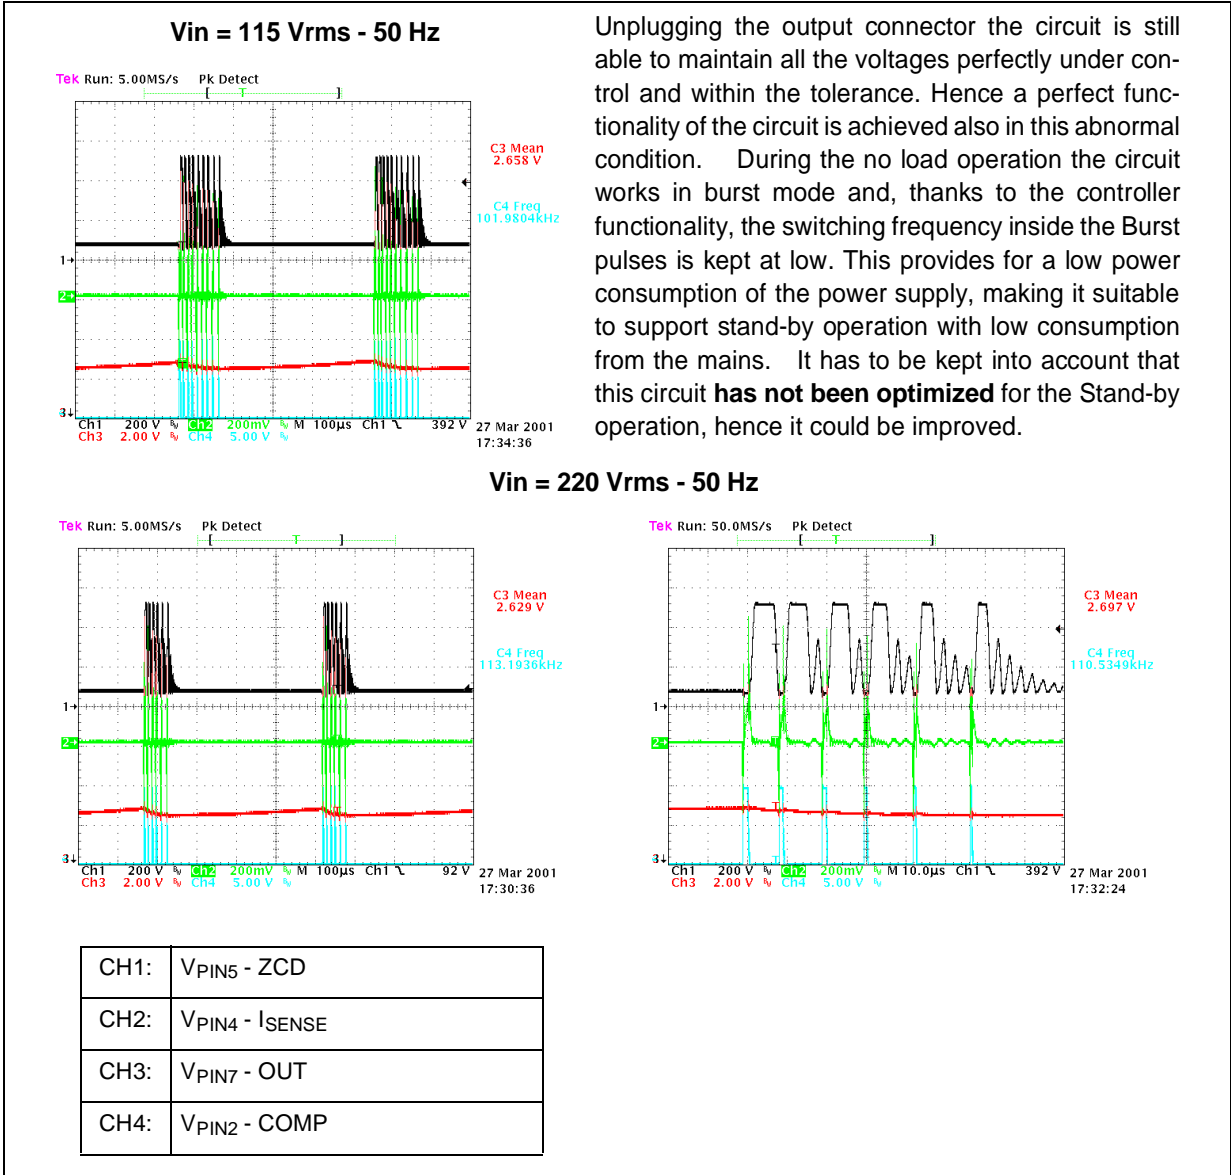 Vin = 115 Vrms - 50 Hz
Tek Run: 5.00MS/s Pk Detect
[ T ]
C3 Mean
2.658 V
C4 Freq
101.9804kHz
1→
2→
3↓
Ch1 200 V Ch2 200mV M 100µs Ch1 392 V
Ch3 2.00 V Ch4 5.00 V
27 Mar 2001
17:34:36
Unplugging the output connector the circuit is still
able to maintain all the voltages perfectly under con-
trol and within the tolerance. Hence a perfect func-
tionality of the circuit is achieved also in this abnormal
condition. During the no load operation the circuit
works in burst mode and, thanks to the controller
functionality, the switching frequency inside the Burst
pulses is kept at low. This provides for a low power
consumption of the power supply, making it suitable
to support stand-by operation with low consumption
from the mains. It has to be kept into account that
this circuit has not been optimized for the Stand-by
operation, hence it could be improved.
Vin = 220 Vrms - 50 Hz
Tek Run: 5.00MS/s Pk Detect
[ T ]
C3 Mean
2.629 V
C4 Freq
113.1936kHz
1→
2→
3↓
Ch1 200 V Ch2 200mV M 100µs Ch1 92 V
Ch3 2.00 V Ch4 5.00 V
27 Mar 2001
17:30:36
Tek Run: 50.0MS/s Pk Detect
[ T ]
C3 Mean
2.697 V
C4 Freq
110.5349kHz
1→
2→
3↓
Ch1 200 V Ch2 200mV M 10.0µs Ch1 392 V
Ch3 2.00 V Ch4 5.00 V
27 Mar 2001
17:32:24
CH1: VPIN5 - ZCD
CH2: VPIN4 - ISENSE
CH3: VPIN7 - OUT
CH4: VPIN2 - COMP